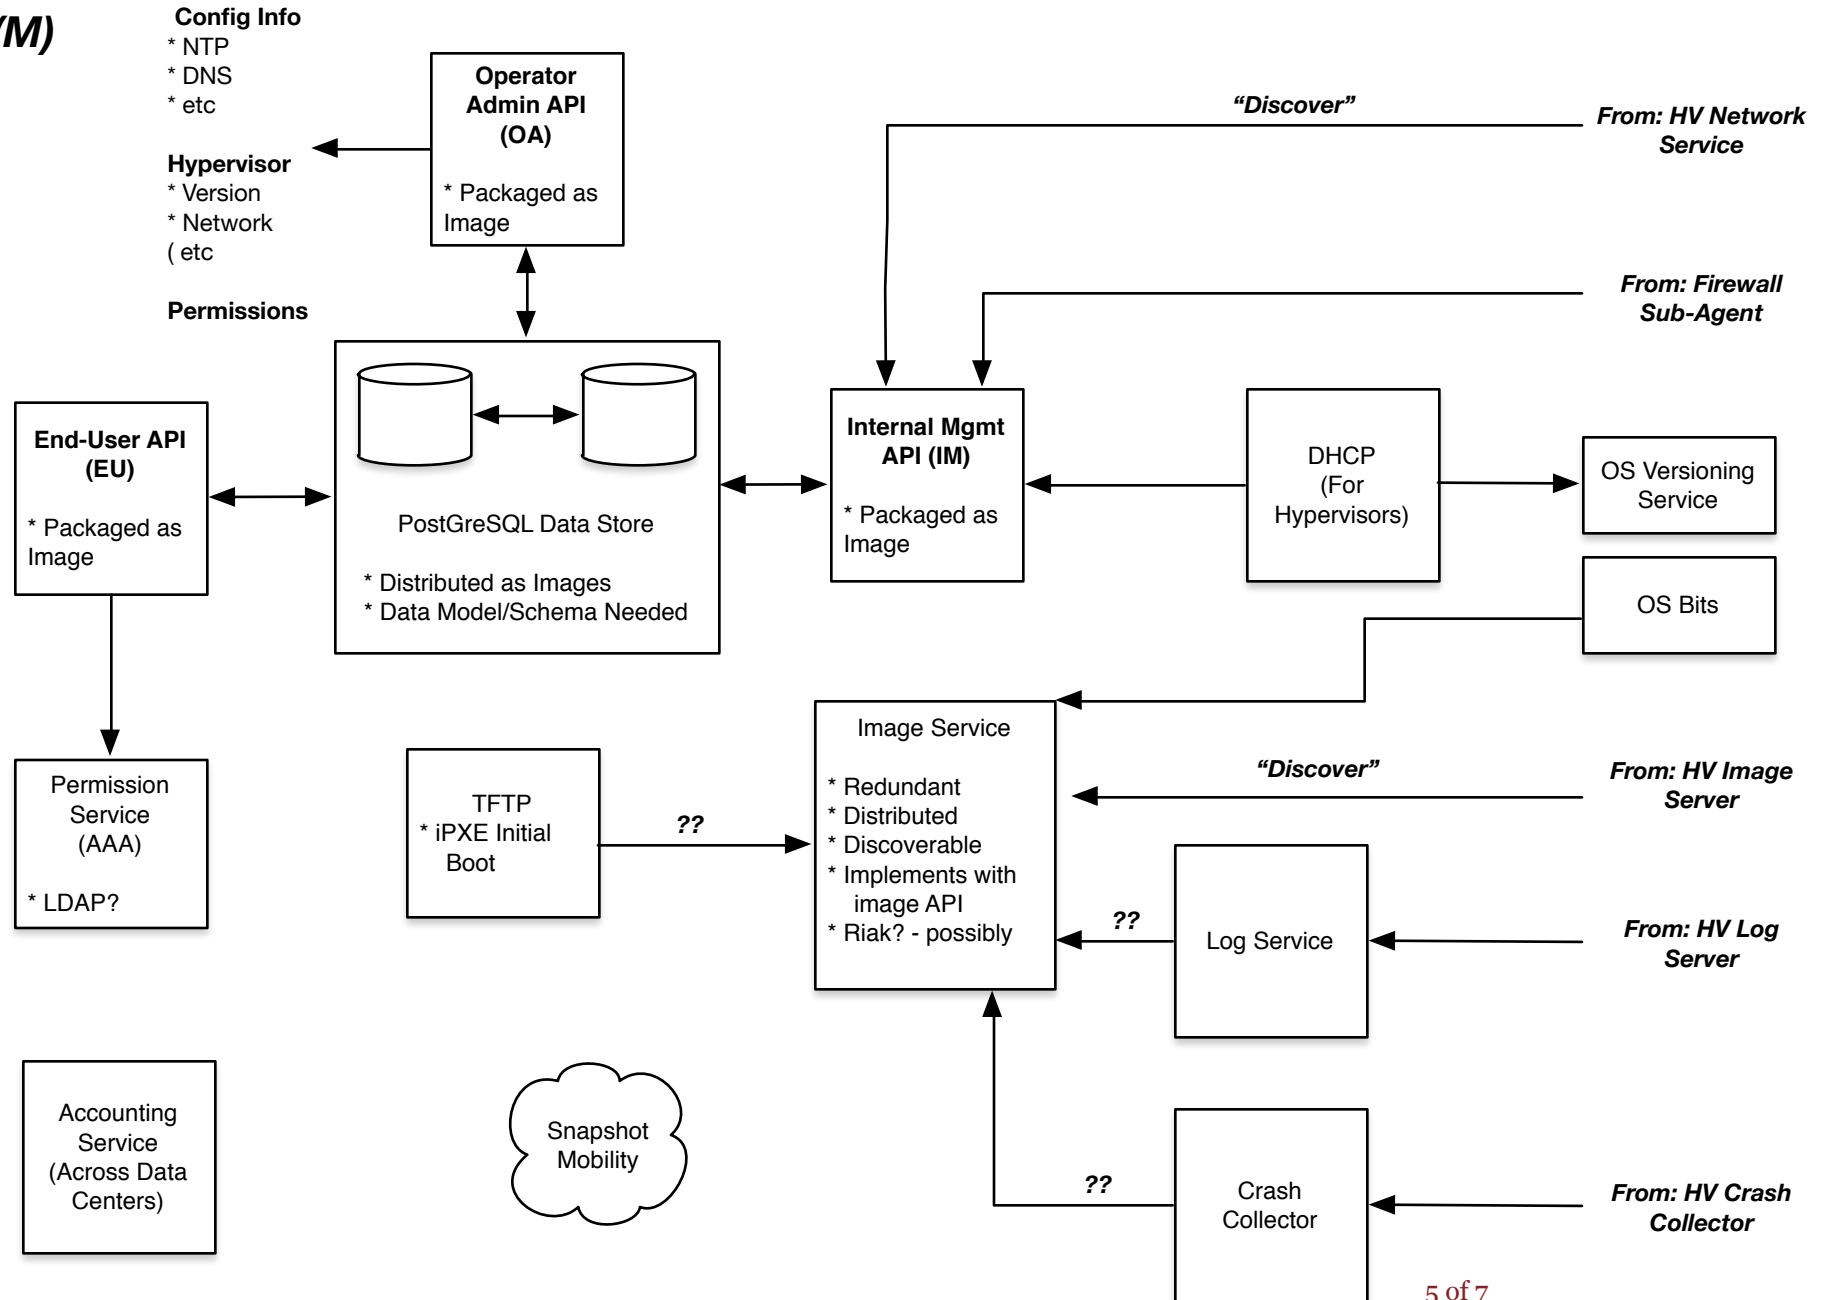 /M)
Config Info
* NTP
* DNS
* etc
Hypervisor
* Version
* Network
( etc
Permissions
Operator
Admin API
(OA)
* Packaged as
Image
“Discover”
From: HV Network
Service
From: Firewall
Sub-Agent
End-User API
(EU)
* Packaged as
Image
PostGreSQL Data Store
* Distributed as Images
* Data Model/Schema Needed
Internal Mgmt
API (IM)
* Packaged as
Image
DHCP
(For
Hypervisors)
OS Versioning
Service
OS Bits
Permission
Service
(AAA)
* LDAP?
TFTP
* iPXE Initial
Boot
??
Image Service
* Redundant
* Distributed
* Discoverable
* Implements with
image API
* Riak? - possibly
“Discover”
From: HV Image
Server
??
Log Service
From: HV Log
Server
Accounting
Service
(Across Data
Centers)
Snapshot
Mobility
??
Crash
Collector
From: HV Crash
Collector
5 of 7